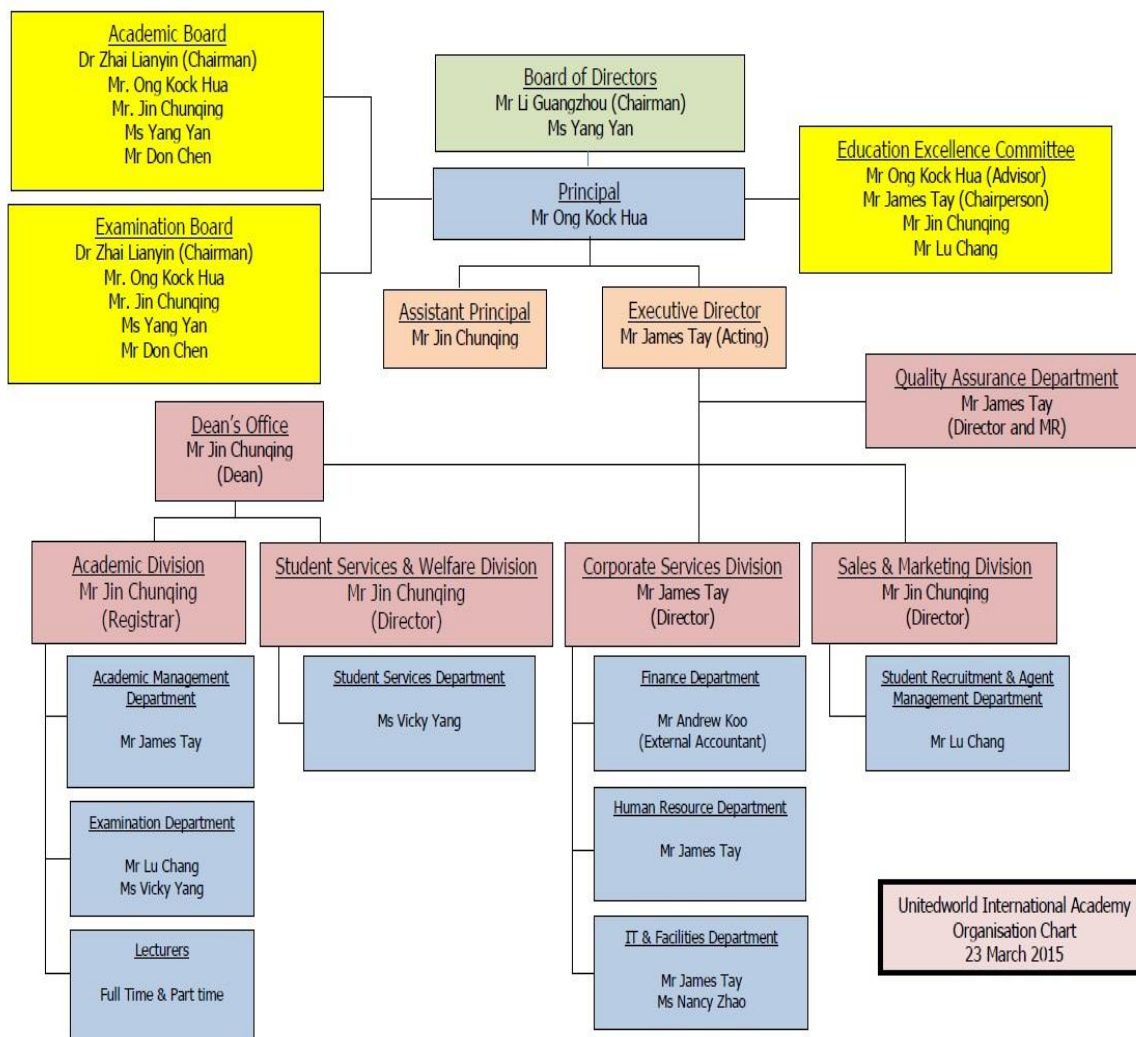 Academic Board
Dr Zhai Lianyin (Chairman)
Mr. Ong Kock Hua
Mr. Jin Chunqing
Ms Yang Yan
Mr Don Chen
Board of Directors
Mr Li Guangzhou (Chairman)
Ms Yang Yan
Education Excellence Committee
Mr Ong Kock Hua (Advisor)
Mr James Tay (Chairperson)
Mr Jin Chunqing
Mr Lu Chang
Principal
Mr Ong Kock Hua
Examination Board
Dr Zhai Lianyin (Chairman)
Mr. Ong Kock Hua
Mr. Jin Chunqing
Ms Yang Yan
Mr Don Chen
Assistant Principal
Mr Jin Chunqing
Executive Director
Mr James Tay (Acting)
Quality Assurance Department
Mr James Tay
(Director and MR)
Dean's Office
Mr Jin Chunqing
(Dean)
Academic Division
Mr Jin Chunqing
(Registrar)
Student Services & Welfare Division
Mr Jin Chunqing
(Director)
Corporate Services Division
Mr James Tay
(Director)
Sales & Marketing Division
Mr Jin Chunqing
(Director)
Academic Management
Department
Mr James Tay
Student Services Department
Ms Vicky Yang
Finance Department
Mr Andrew Koo
(External Accountant)
Student Recruitment & Agent
Management Department
Mr Lu Chang
Examination Department
Mr Lu Chang
Ms Vicky Yang
Human Resource Department
Mr James Tay
Lecturers
Full Time & Part time
IT & Facilities Department
Mr James Tay
Ms Nancy Zhao
Unitedworld International Academy
Organisation Chart
23 March 2015